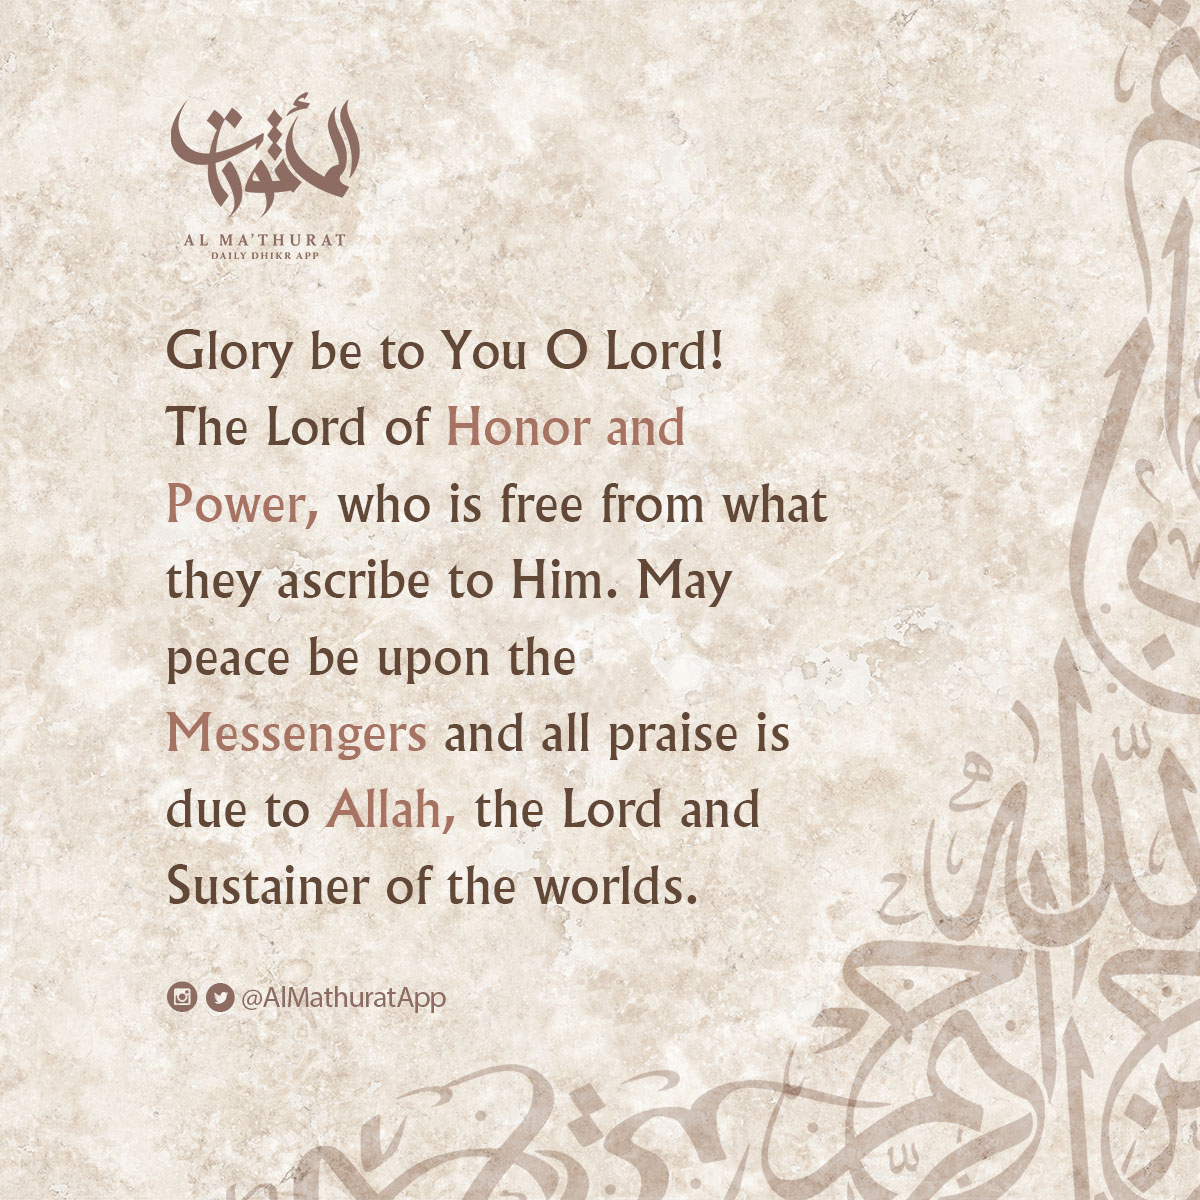 المأثورات
AL MA'THURAT
DAILY DHIKR APP
Glory be to You O Lord!
The Lord of Honor and
Power, who is free from what
they ascribe to Him. May
peace be upon the
Messengers and all praise is
due to Allah, the Lord and
Sustainer of the worlds.
@AlMathuratApp